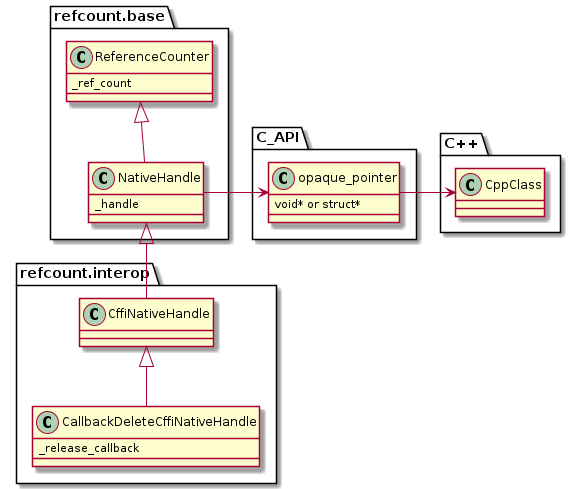 refcount.base
C ReferenceCounter
_ref_count
C_API
C++
C NativeHandle
_handle
C opaque_pointer
void* or struct*
C CppClass
refcount.interop
C CffiNativeHandle
C CallbackDeleteCffiNativeHandle
_release_callback